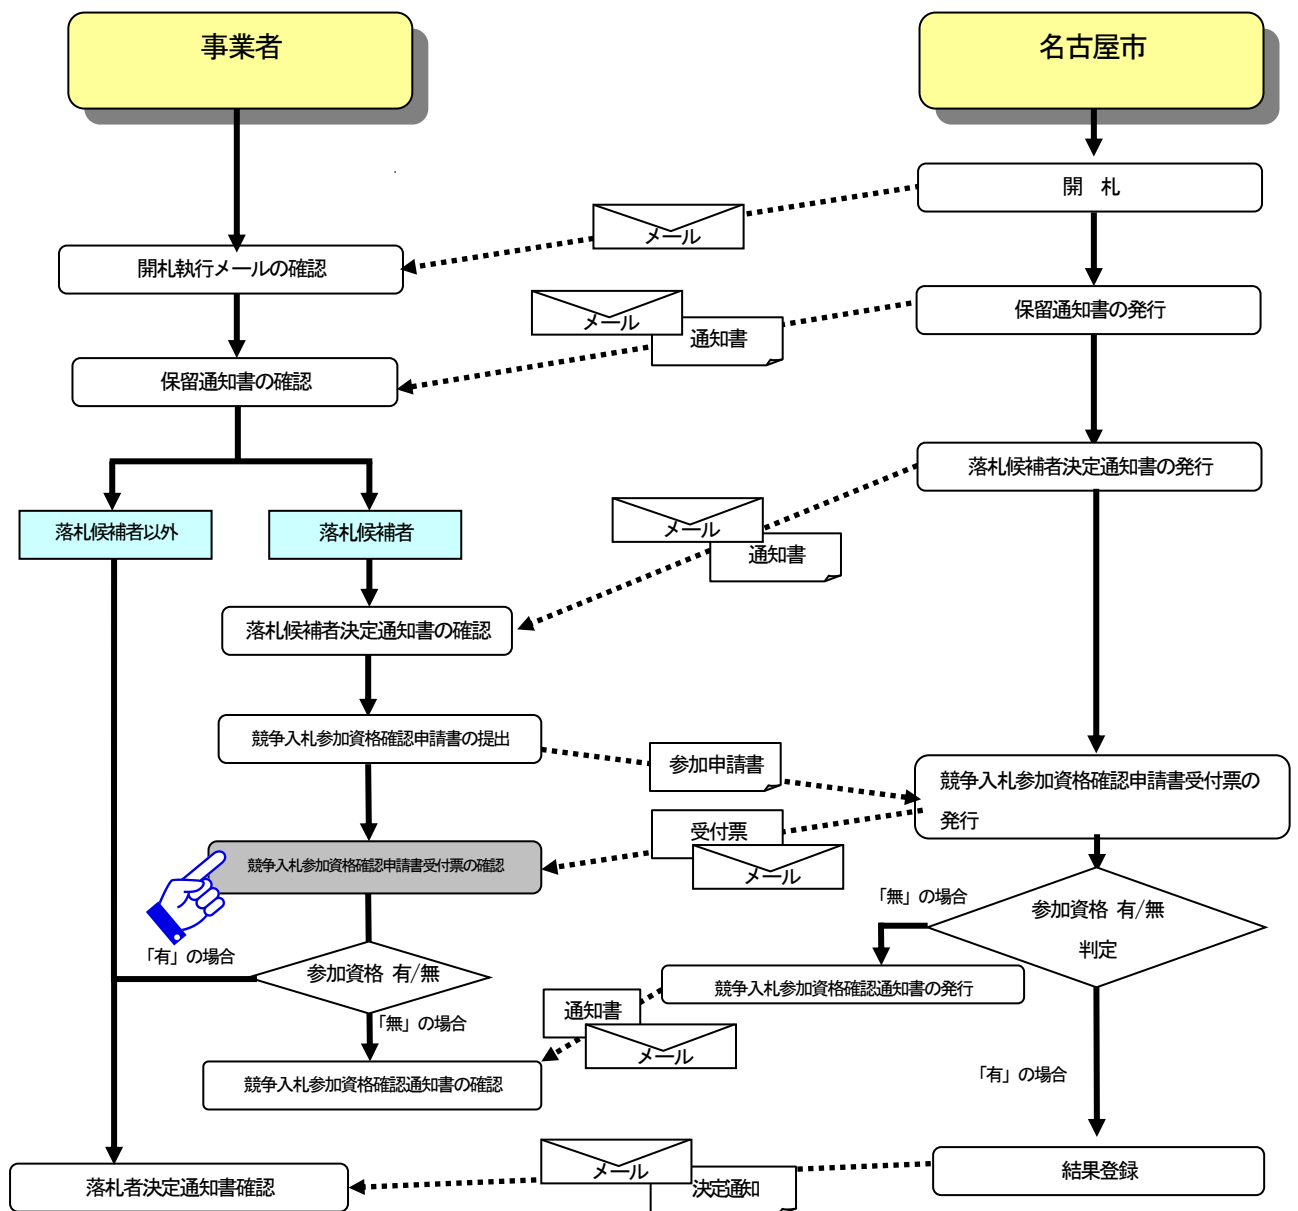 事業者
名古屋市
開　札
メール
開札執行メールの確認
保留通知書の発行
メール
通知書
保留通知書の確認
落札候補者決定通知書の発行
メール
通知書
落札候補者以外
落札候補者
落札候補者決定通知書の確認
競争入札参加資格確認申請書の提出
参加申請書
競争入札参加資格確認申請書受付票の
発行
受付票
メール
競争入札参加資格確認申請書受付票の確認
「無」の場合
参加資格 有/無
判定
「有」の場合
参加資格 有/無
競争入札参加資格確認通知書の発行
通知書
メール
「無」の場合
競争入札参加資格確認通知書の確認
「有」の場合
メール
決定通知
結果登録
落札者決定通知書確認